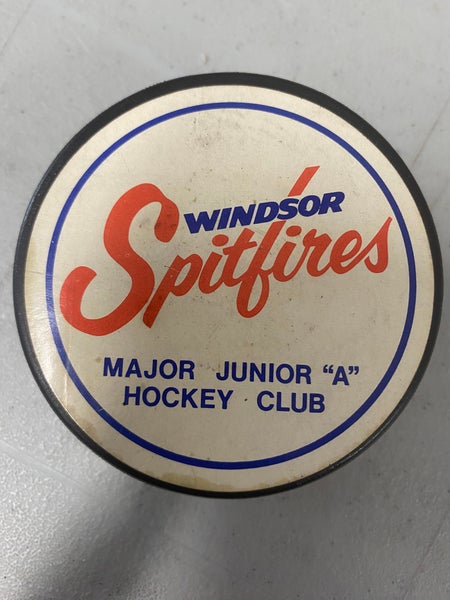 WINDSOR
Spitfires
MAJOR JUNIOR "A"
HOCKEY CLUB